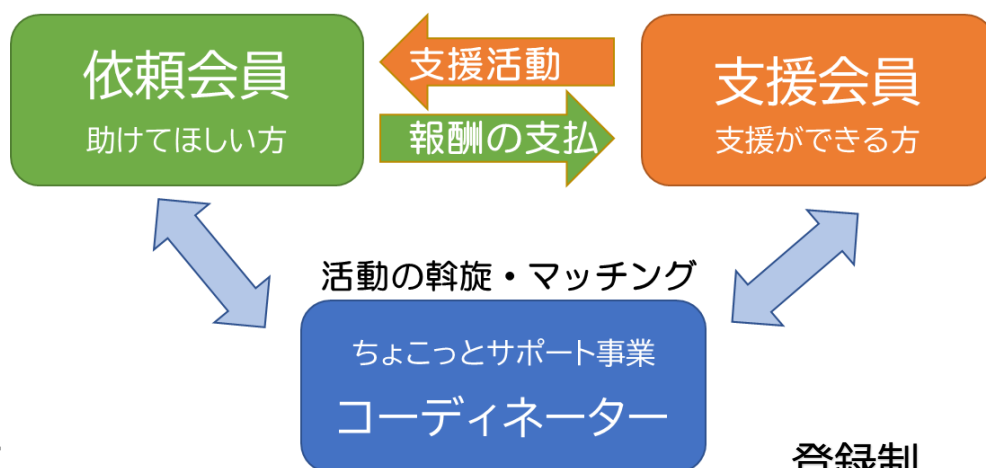 依頼会員
助けてほしい方
支援活動
報酬の支払
支援会員
支援ができる方
活動の斡旋・マッチング
ちょこっとサポート事業
コーディネーター
登録制